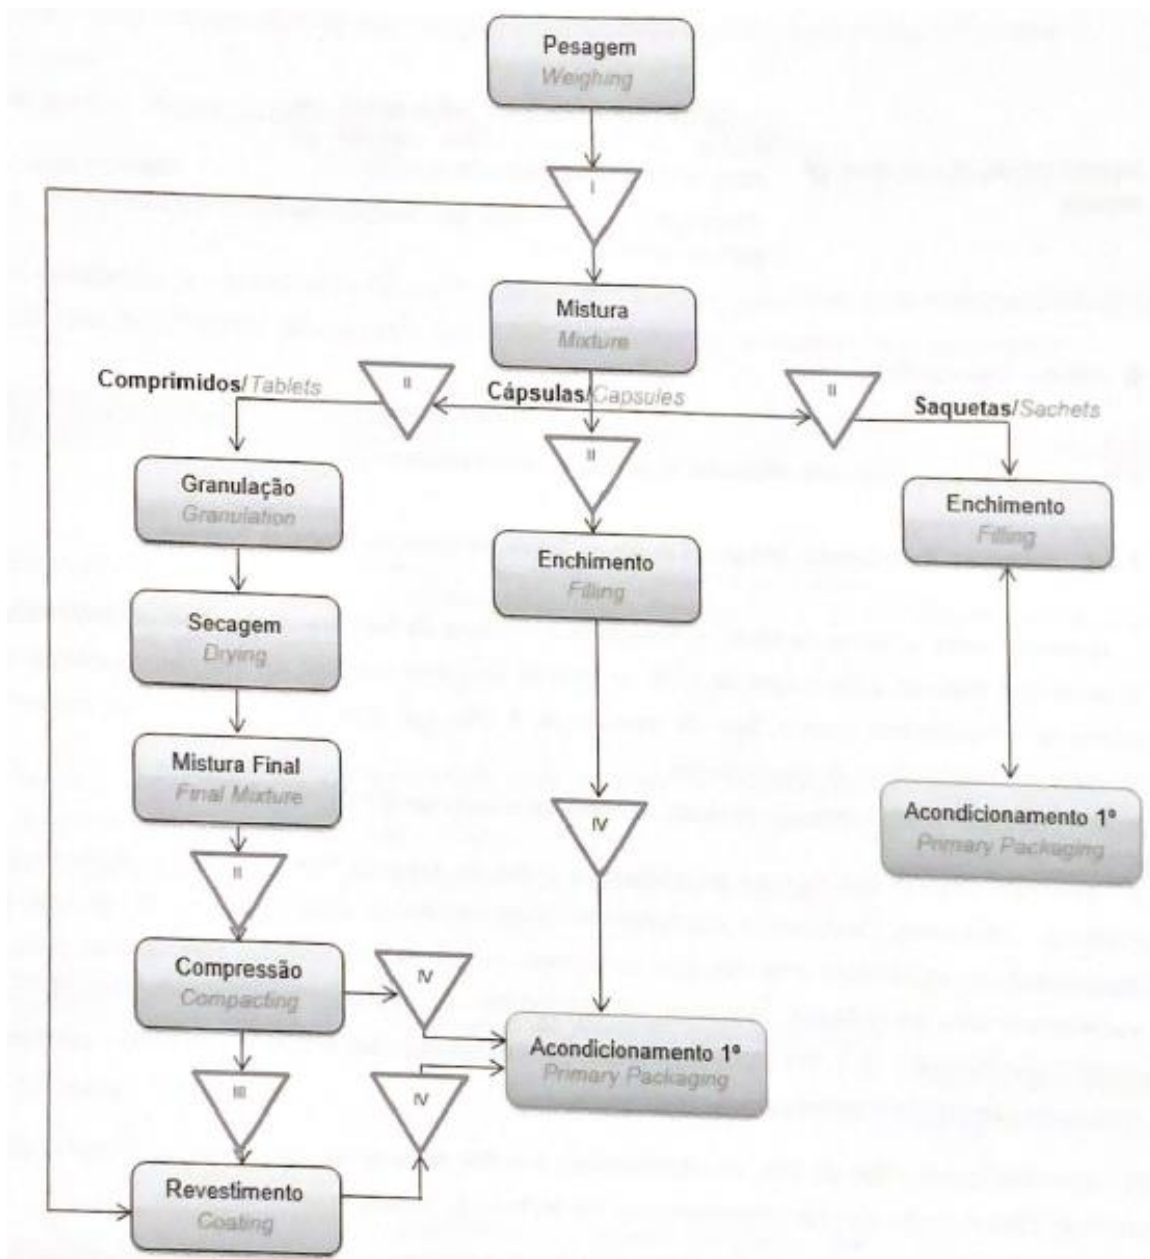 Pesagem
Weighing
I
Mistura
Mixture
Comprimidos/Tablets
II
Cápsulas/Capsules
II
Saquetas/Sachets
II
Granulação
Granulation
Enchimento
Filling
Enchimento
Filling
Secagem
Drying
Mistura Final
Final Mixture
II
IV
Acondicionamento 1º
Primary Packaging
Compressão
Compacting
IV
III
IV
Acondicionamento 1º
Primary Packaging
Revestimento
Coating